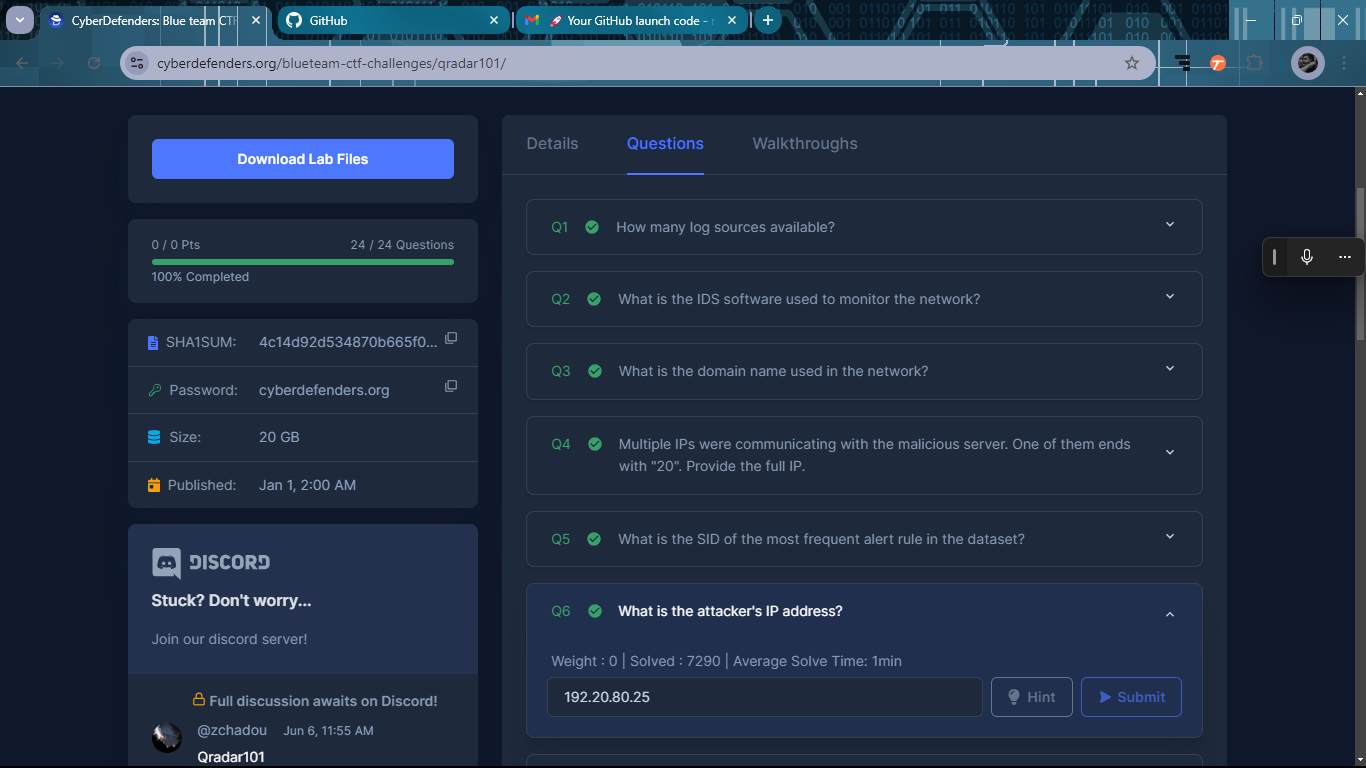 CyberDefenders: Blue team CTF
GitHub
Your GitHub launch code -
cyberdefenders.org/blueteam-ctf-challenges/qradar101/
Download Lab Files
0 / 0 Pts
24 / 24 Questions
100% Completed
SHA1SUM: 4c14d92d534870b665f0...
Password: cyberdefenders.org
Size: 20 GB
Published: Jan 1, 2:00 AM
DISCORD
Stuck? Don't worry...
Join our discord server!
Full discussion awaits on Discord!
@zchadou Jun 6, 11:55 AM
Qradar101
Details Questions Walkthroughs
Q1 How many log sources available?
Q2 What is the IDS software used to monitor the network?
Q3 What is the domain name used in the network?
Q4 Multiple IPs were communicating with the malicious server. One of them ends
with "20". Provide the full IP.
Q5 What is the SID of the most frequent alert rule in the dataset?
Q6 What is the attacker's IP address?
Weight : 0 | Solved : 7290 | Average Solve Time: 1min
192.20.80.25
Hint
Submit